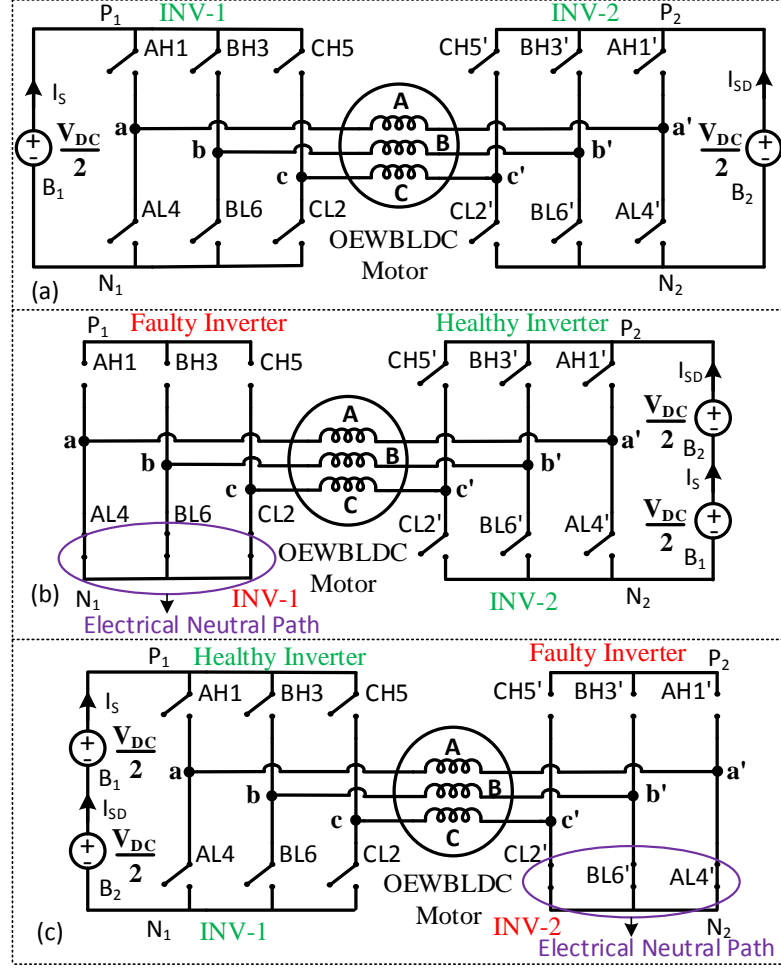 P1 INV-1 INV-2 P2
AH1 BH3 CH5 CH5' BH3' AH1'
IS ISD
A
a a'
VDC/2 B VDC/2
b b'
C
c c'
B1 B2
AL4 BL6 CL2 CL2' BL6' AL4'
OEWBLDC
Motor
N1 N2
(a)
P1 Faulty Inverter Healthy Inverter P2
AH1 BH3 CH5 CH5' BH3' AH1'
ISD
A
VDC/2
a a'
B
B2
b b'
IS
C
c c'
VDC/2
AL4 BL6 CL2 CL2' BL6' AL4'
B1
OEWBLDC
Motor
(b)
N1 INV-1 INV-2 N2
Electrical Neutral Path
P1 Healthy Inverter Faulty Inverter P2
AH1 BH3 CH5 CH5' BH3' AH1'
IS
VDC/2
A
a a'
B1
B
b b'
ISD
C
c c'
VDC/2
AL4 BL6 CL2 CL2' BL6' AL4'
B2
OEWBLDC
Motor
(c)
N1 INV-1 INV-2 N2
Electrical Neutral Path